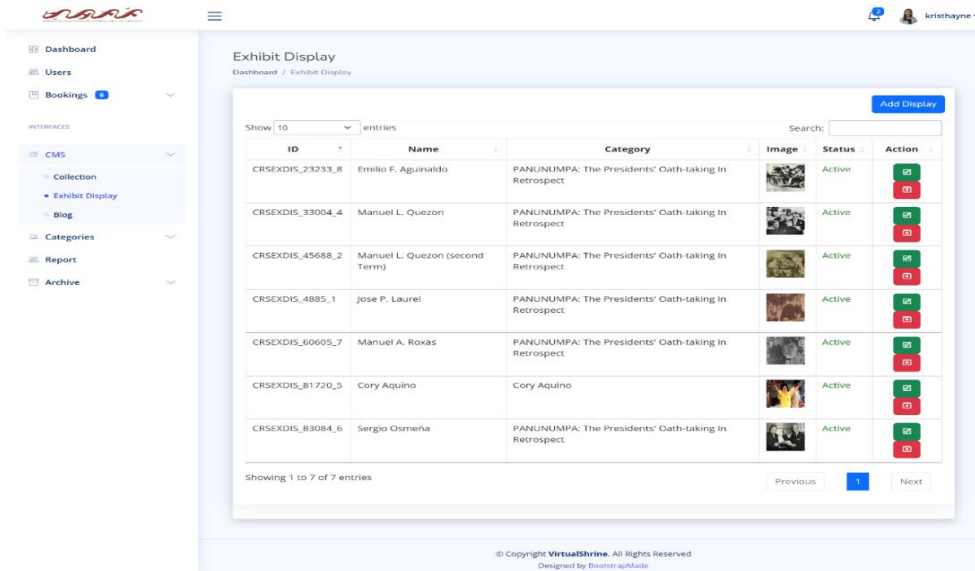 2
kristhayne
Dashboard
Users
Bookings 6
INTERFACES
CMS
Collection
Exhibit Display
Blog
Categories
Report
Archive
Exhibit Display
Dashboard / Exhibit Display
Add Display
Show 10 entries
Search:
ID Name Category Image Status Action
CRSEXDIS_23233_8 Emilio F. Aguinaldo PANUNUMPA: The Presidents' Oath-taking In Active
Retrospect
CRSEXDIS_33004_4 Manuel L. Quezon PANUNUMPA: The Presidents' Oath-taking In Active
Retrospect
CRSEXDIS_45688_2 Manuel L. Quezon (second PANUNUMPA: The Presidents' Oath-taking In Active
Term) Retrospect
CRSEXDIS_4885_1 Jose P. Laurel PANUNUMPA: The Presidents' Oath-taking In Active
Retrospect
CRSEXDIS_60605_7 Manuel A. Roxas PANUNUMPA: The Presidents' Oath-taking In Active
Retrospect
CRSEXDIS_81720_5 Cory Aquino Cory Aquino Active
CRSEXDIS_83084_6 Sergio Osmeña PANUNUMPA: The Presidents' Oath-taking In Active
Retrospect
Showing 1 to 7 of 7 entries
Previous 1 Next
© Copyright VirtualShrine. All Rights Reserved
Designed by BootstrapMade